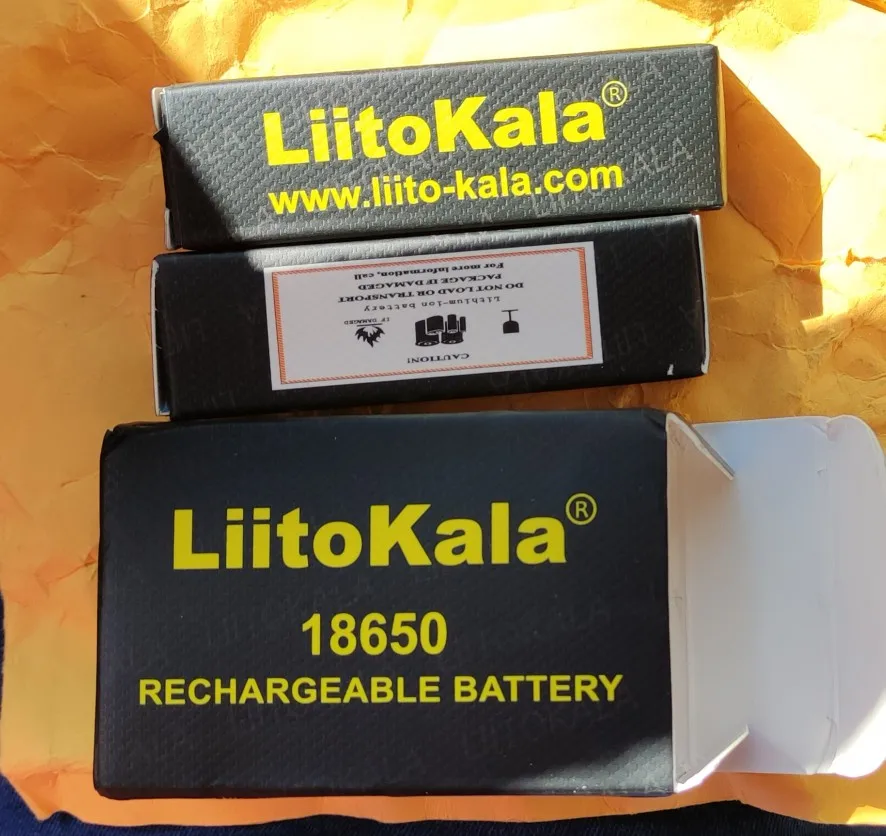 LiitoKala®
www.liito-kala.com
CAUTION!
IF DAMAGED
Lithium-ion battery
DO NOT LOAD OR TRANSPORT
PACKAGE IF DAMAGED
For more information, call
LiitoKala®
18650
RECHARGEABLE BATTERY
LIITOKALA